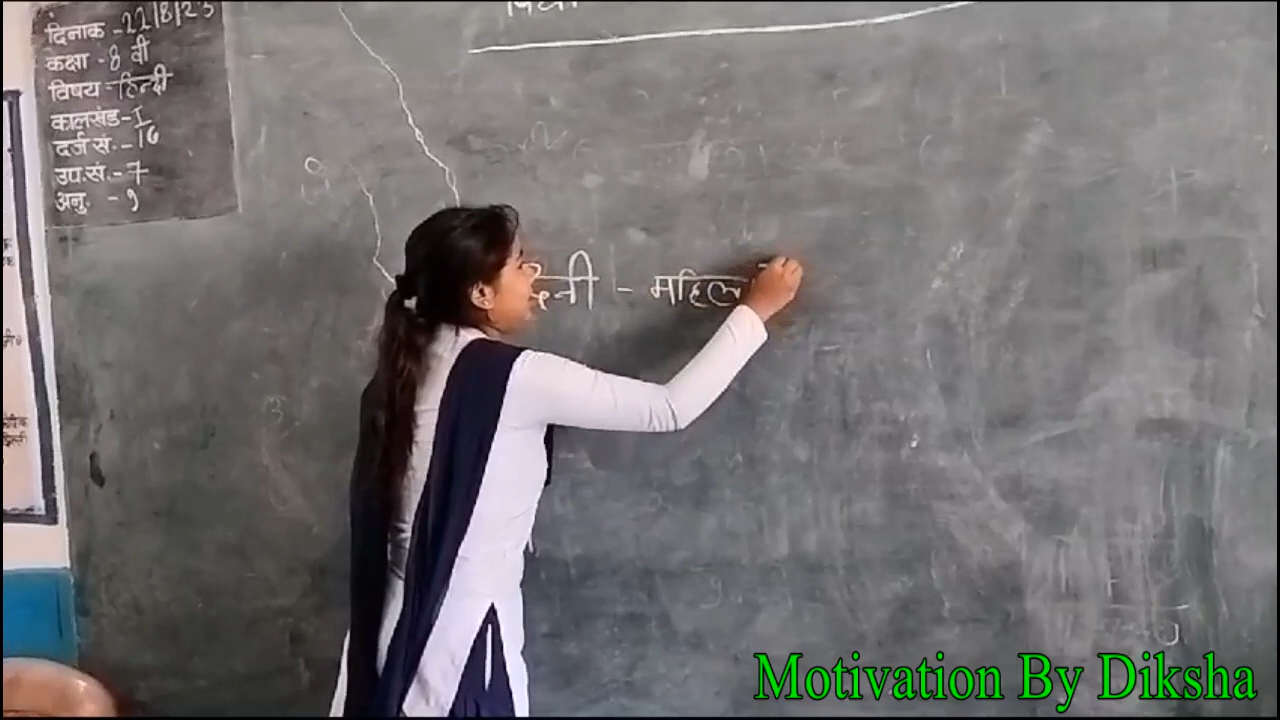 दिनाक - 22/8/23
कक्षा - 8 वी
विषय - हिन्दी
कालखंड - I
दर्ज सं. - 16
उप.सं. - 7
अनु. - 9
- महिला
Motivation By Diksha